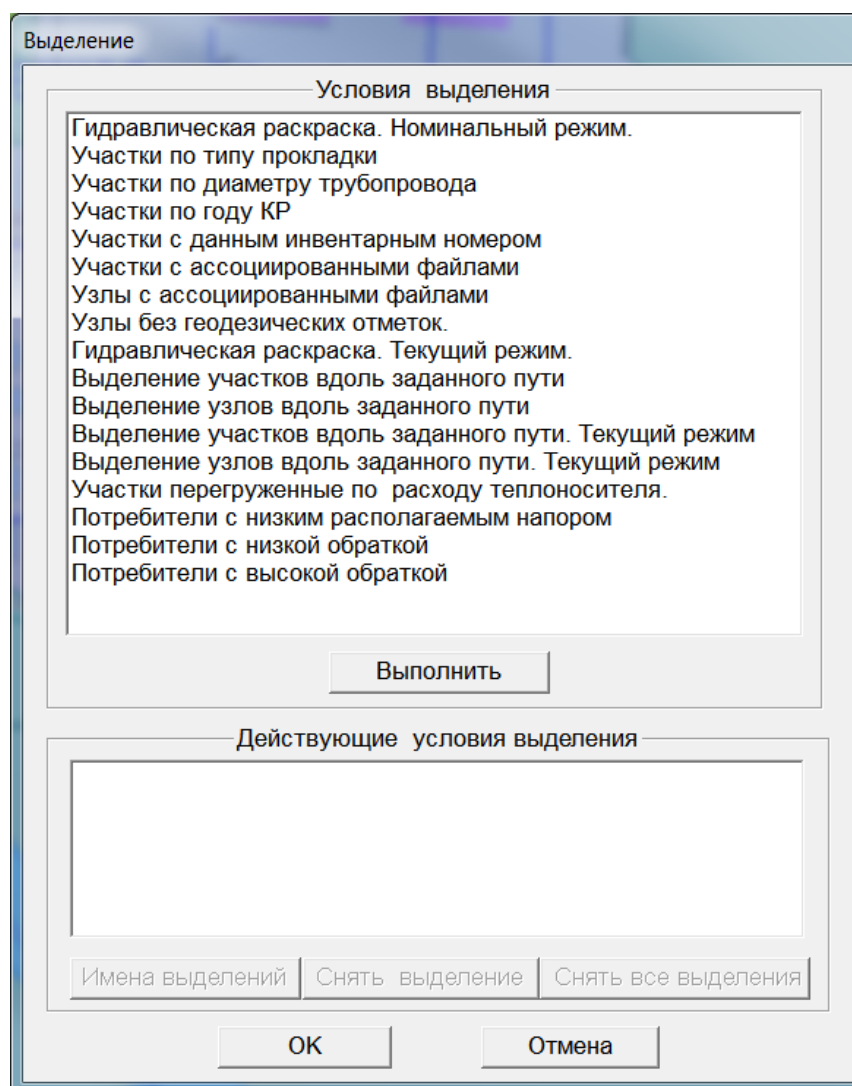 Выделение
Условия выделения
Гидравлическая раскраска. Номинальный режим.
Участки по типу прокладки
Участки по диаметру трубопровода
Участки по году КР
Участки с данным инвентарным номером
Участки с ассоциированными файлами
Узлы с ассоциированными файлами
Узлы без геодезических отметок.
Гидравлическая раскраска. Текущий режим.
Выделение участков вдоль заданного пути
Выделение узлов вдоль заданного пути
Выделение участков вдоль заданного пути. Текущий режим
Выделение узлов вдоль заданного пути. Текущий режим
Участки перегруженные по расходу теплоносителя.
Потребители с низким располагаемым напором
Потребители с низкой обраткой
Потребители с высокой обраткой
Выполнить
Действующие условия выделения
Имена выделений Снять выделение Снять все выделения
OK Отмена